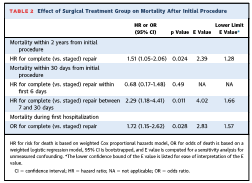 TABLE 2 Effect of Surgical Treatment Group on Mortality After Initial Procedure
HR or OR (95% CI) p Value E Value Lower Limit E Value*
Mortality within 2 years from initial procedure
HR for complete (vs. staged) repair 1.51 (1.05-2.06) 0.024 2.39 1.28
Mortality within 30 days from initial procedure
HR for complete (vs. staged) repair within first 6 days 0.68 (0.17-1.48) 0.49 NA NA
HR for complete (vs staged) repair between 7 and 30 days 2.29 (1.18-4.41) 0.011 4.02 1.66
Mortality during first hospitalization
OR for complete (vs. staged) repair 1.72 (1.15-2.62) 0.028 2.83 1.57
HR for risk for death is based on weighted Cox proportional hazards model, OR for odds of death is based on a
weighted logistic regression model, 95% CI is bootstrapped, and E value is computed for sensitivity analysis for
unmeasured confounding. *The lower confidence bound of the E value is listed for ease of interpretation of the E
value.
CI = confidence interval; HR = hazard ratio; NA = not applicable; OR = odds ratio.